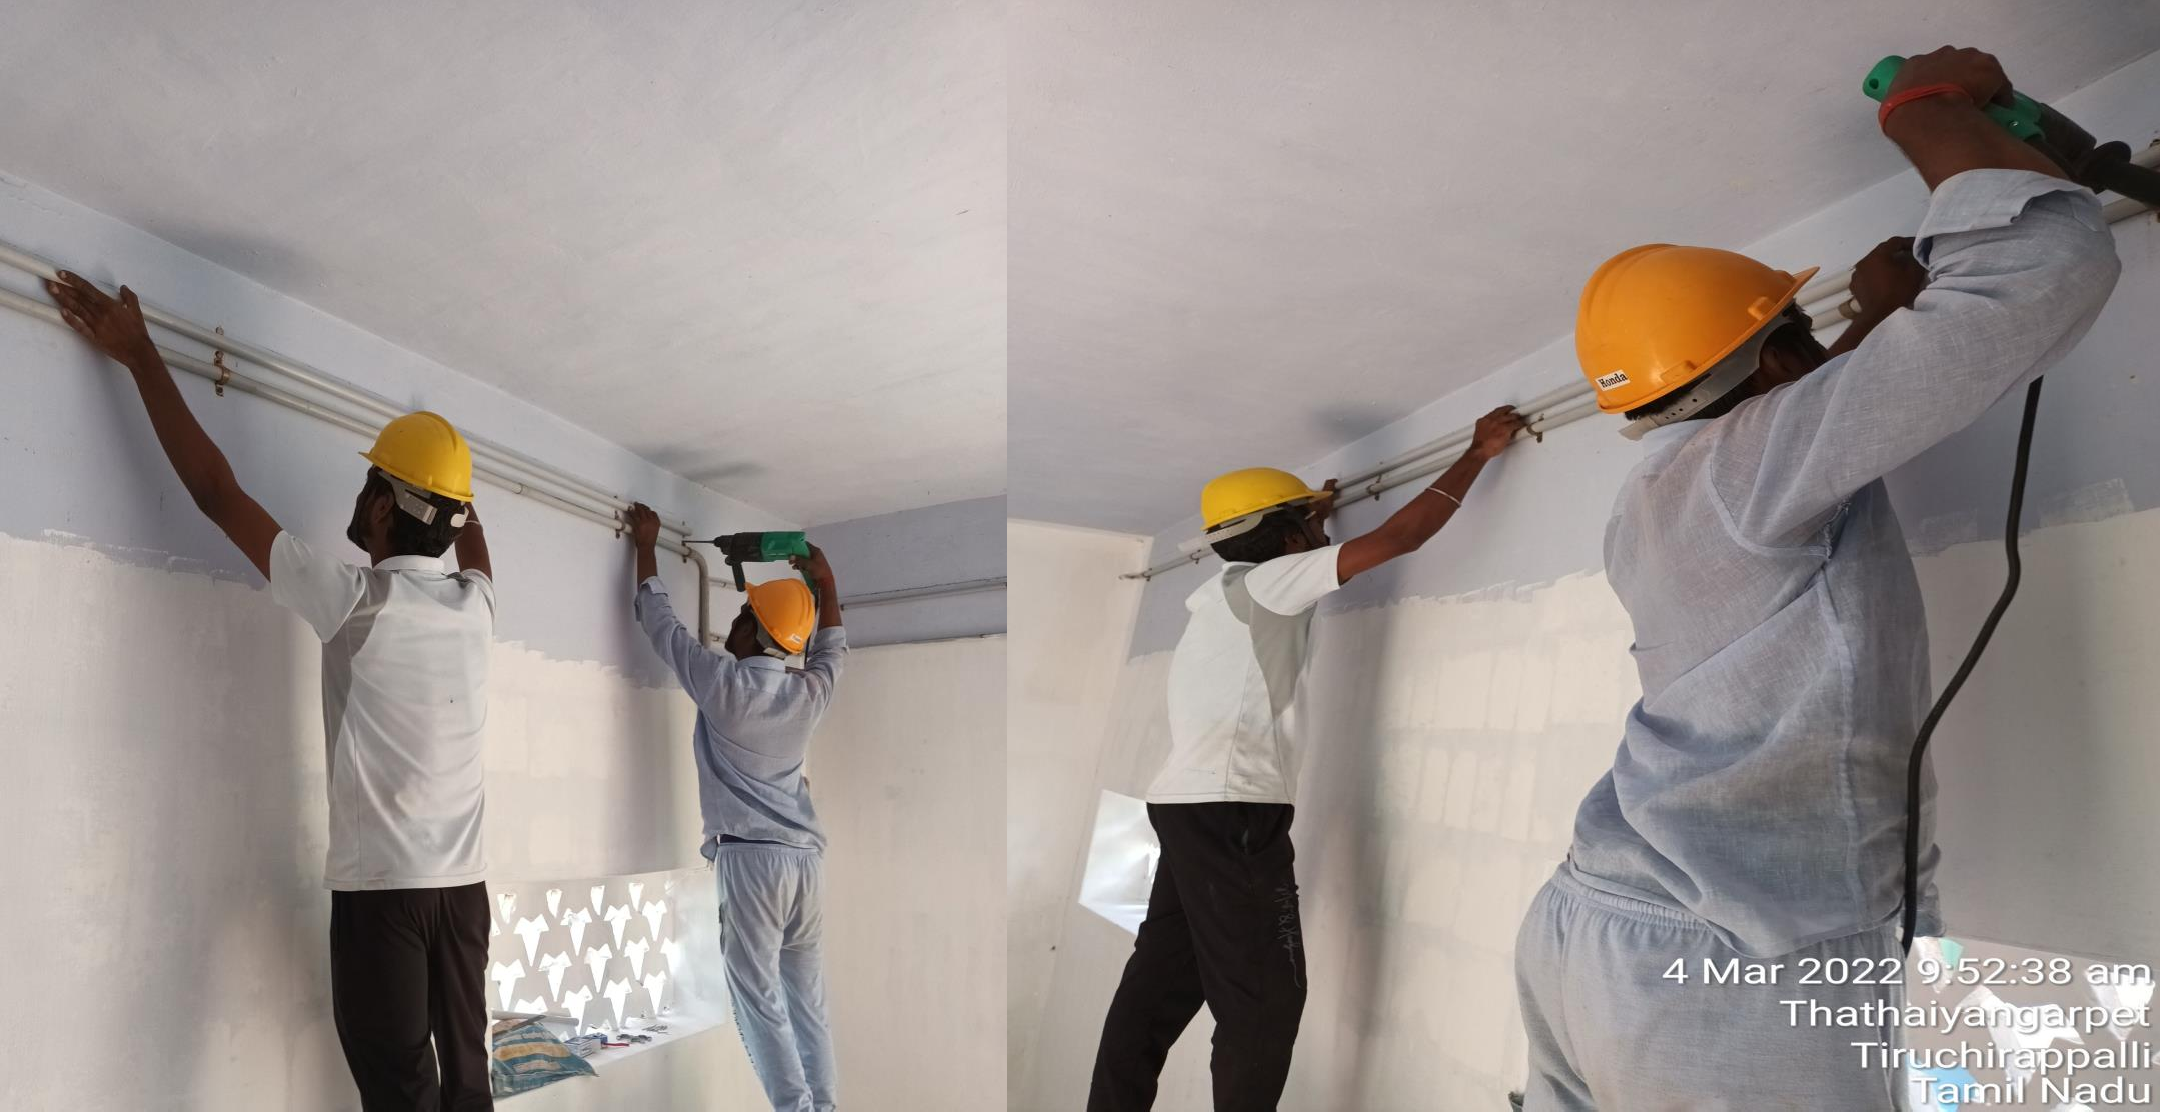 Honda
4 Mar 2022 9:52:38 am
Thathaiyangarpet
Tiruchirappalli
Tamil Nadu